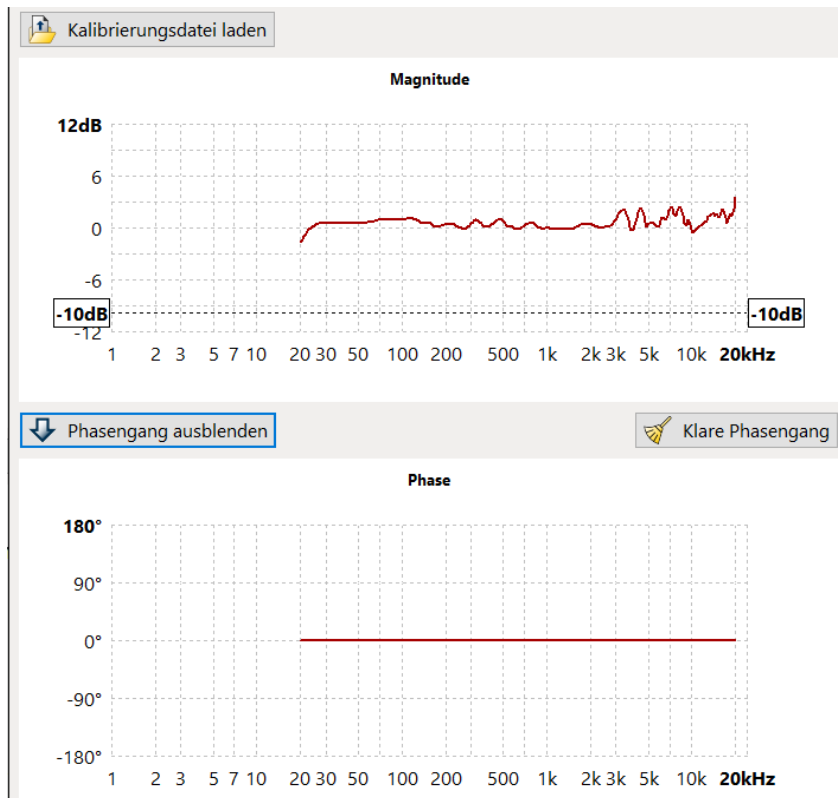 Kalibrierungsdatei laden
Magnitude
12dB
6
0
-6
-10dB -10dB
-12
1 2 3 5 7 10 20 30 50 100 200 500 1k 2k 3k 5k 10k 20kHz
Phasengang ausblenden Klare Phasengang
Phase
180°
90°
0°
-90°
-180°
1 2 3 5 7 10 20 30 50 100 200 500 1k 2k 3k 5k 10k 20kHz